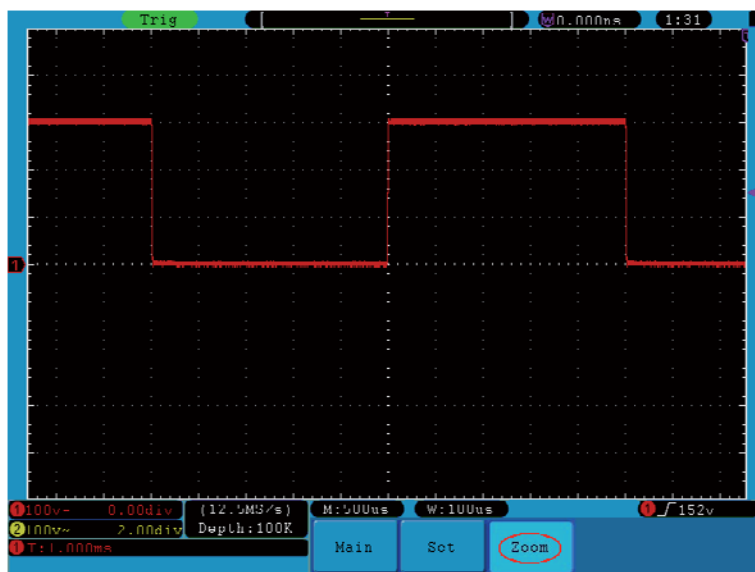 Trig T W 0.000ns 1:31
1
1 100v- 0.00div (12.5MS/s) M:500us W:100us 1 152v
2 100v~ 2.00div Depth:100K
1 T:1.000ms Main Set Zoom